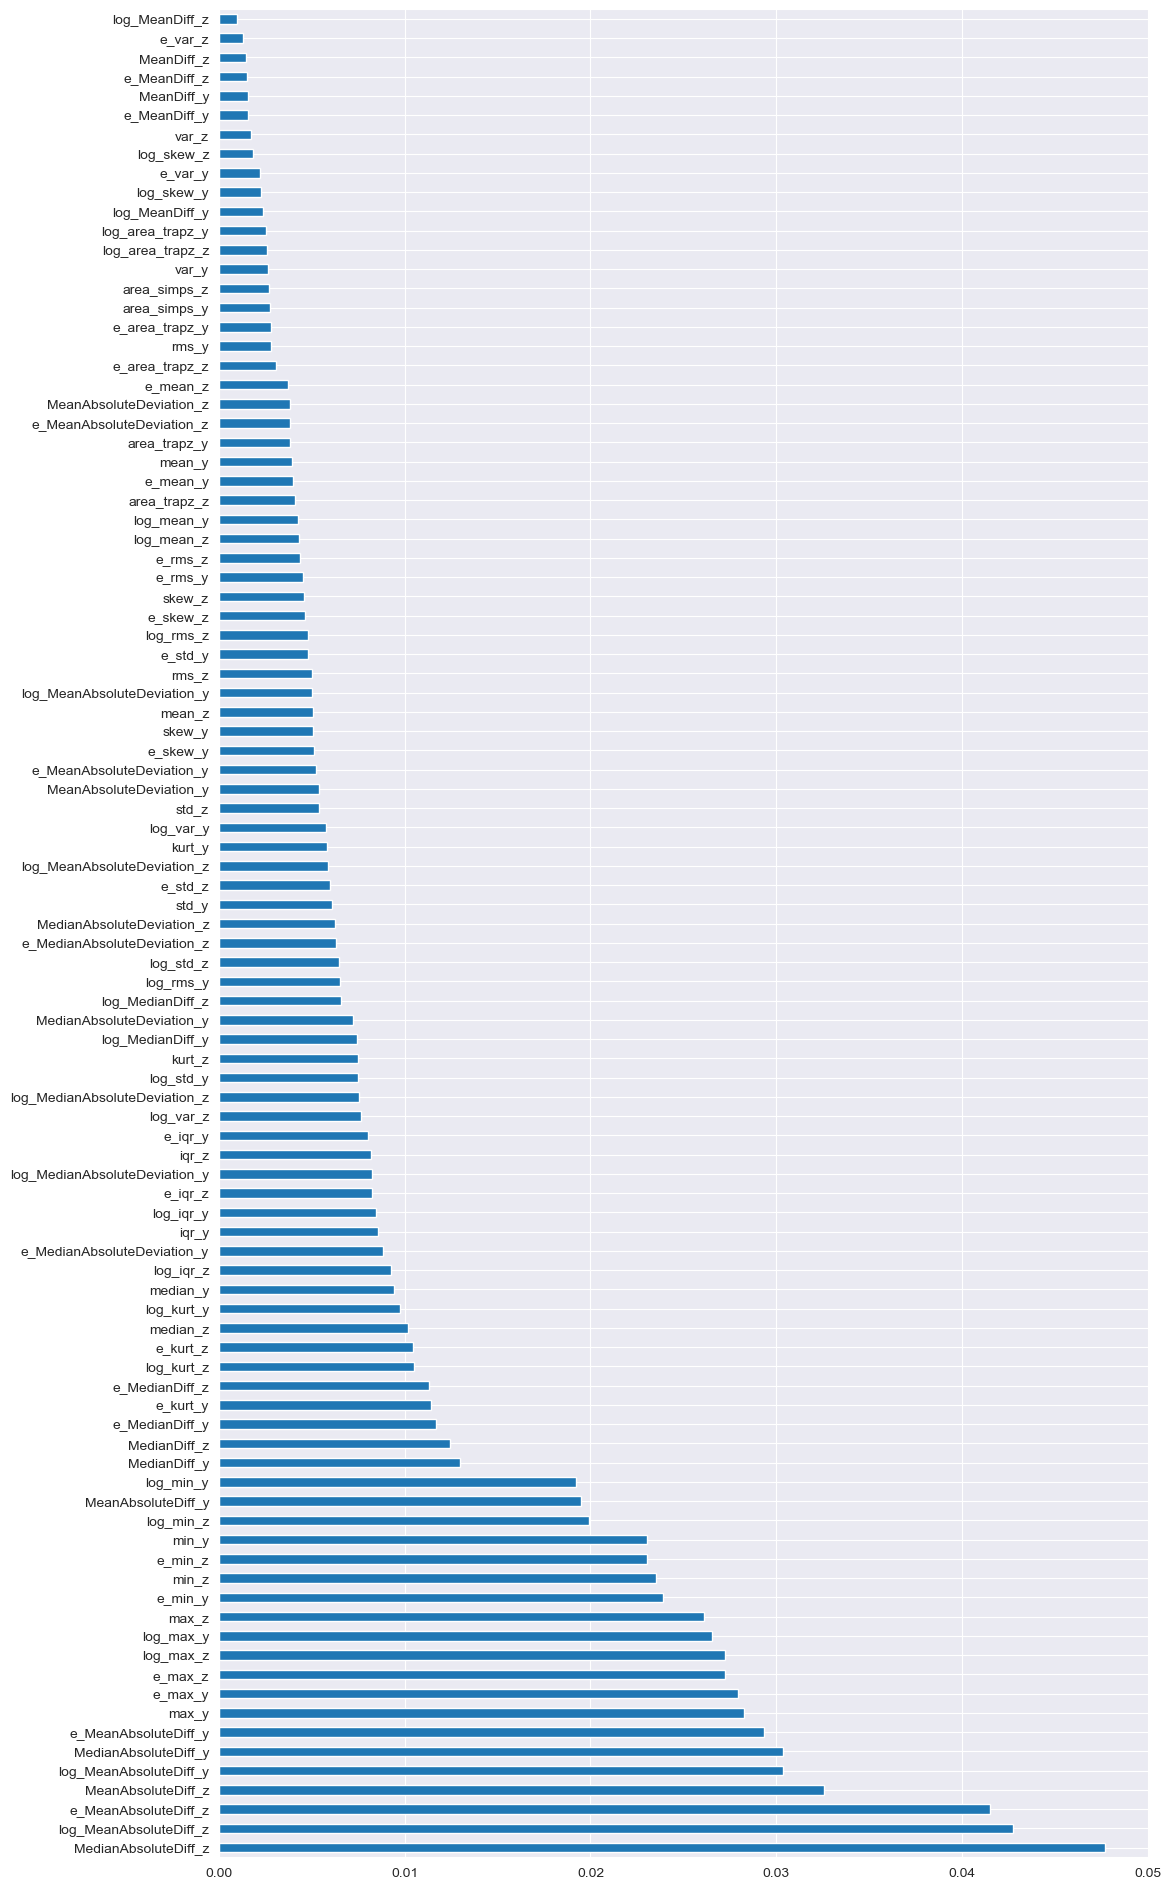 log_MeanDiff_z
e_var_z
MeanDiff_z
e_MeanDiff_z
MeanDiff_y
e_MeanDiff_y
var_z
log_skew_z
e_var_y
log_skew_y
log_MeanDiff_y
log_area_trapz_y
log_area_trapz_z
var_y
area_simps_z
area_simps_y
e_area_trapz_y
rms_y
e_area_trapz_z
e_mean_z
MeanAbsoluteDeviation_z
e_MeanAbsoluteDeviation_z
area_trapz_y
mean_y
e_mean_y
area_trapz_z
log_mean_y
log_mean_z
e_rms_z
e_rms_y
skew_z
e_skew_z
log_rms_z
e_std_y
rms_z
log_MeanAbsoluteDeviation_y
mean_z
skew_y
e_skew_y
e_MeanAbsoluteDeviation_y
MeanAbsoluteDeviation_y
std_z
log_var_y
kurt_y
log_MeanAbsoluteDeviation_z
e_std_z
std_y
MedianAbsoluteDeviation_z
e_MedianAbsoluteDeviation_z
log_std_z
log_rms_y
log_MedianDiff_z
MedianAbsoluteDeviation_y
log_MedianDiff_y
kurt_z
log_std_y
log_MedianAbsoluteDeviation_z
log_var_z
e_iqr_y
iqr_z
log_MedianAbsoluteDeviation_y
e_iqr_z
log_iqr_y
iqr_y
e_MedianAbsoluteDeviation_y
log_iqr_z
median_y
log_kurt_y
median_z
e_kurt_z
log_kurt_z
e_MedianDiff_z
e_kurt_y
e_MedianDiff_y
MedianDiff_z
MedianDiff_y
log_min_y
MeanAbsoluteDiff_y
log_min_z
min_y
e_min_z
min_z
e_min_y
max_z
log_max_y
log_max_z
e_max_z
e_max_y
max_y
e_MeanAbsoluteDiff_y
MedianAbsoluteDiff_y
log_MeanAbsoluteDiff_y
MeanAbsoluteDiff_z
e_MeanAbsoluteDiff_z
log_MeanAbsoluteDiff_z
MedianAbsoluteDiff_z
0.00 0.01 0.02 0.03 0.04 0.05